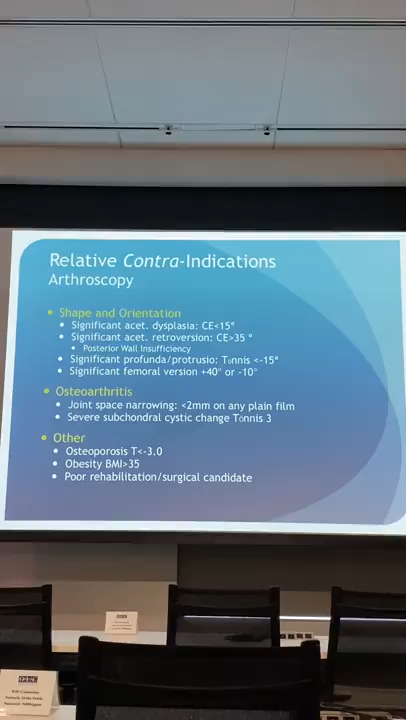 Relative Contra-Indications
Arthroscopy
Shape and Orientation
Significant acet. dysplasia: CE<15°
Significant acet. retroversion: CE>35 °
Posterior Wall Insufficiency
Significant profunda/protrusio: Tonnis <-15°
Significant femoral version +40° or -10°
Osteoarthritis
Joint space narrowing: <2mm on any plain film
Severe subchondral cystic change Tonnis 3
Other
Osteoporosis T<-3.0
Obesity BMI>35
Poor rehabilitation/surgical candidate